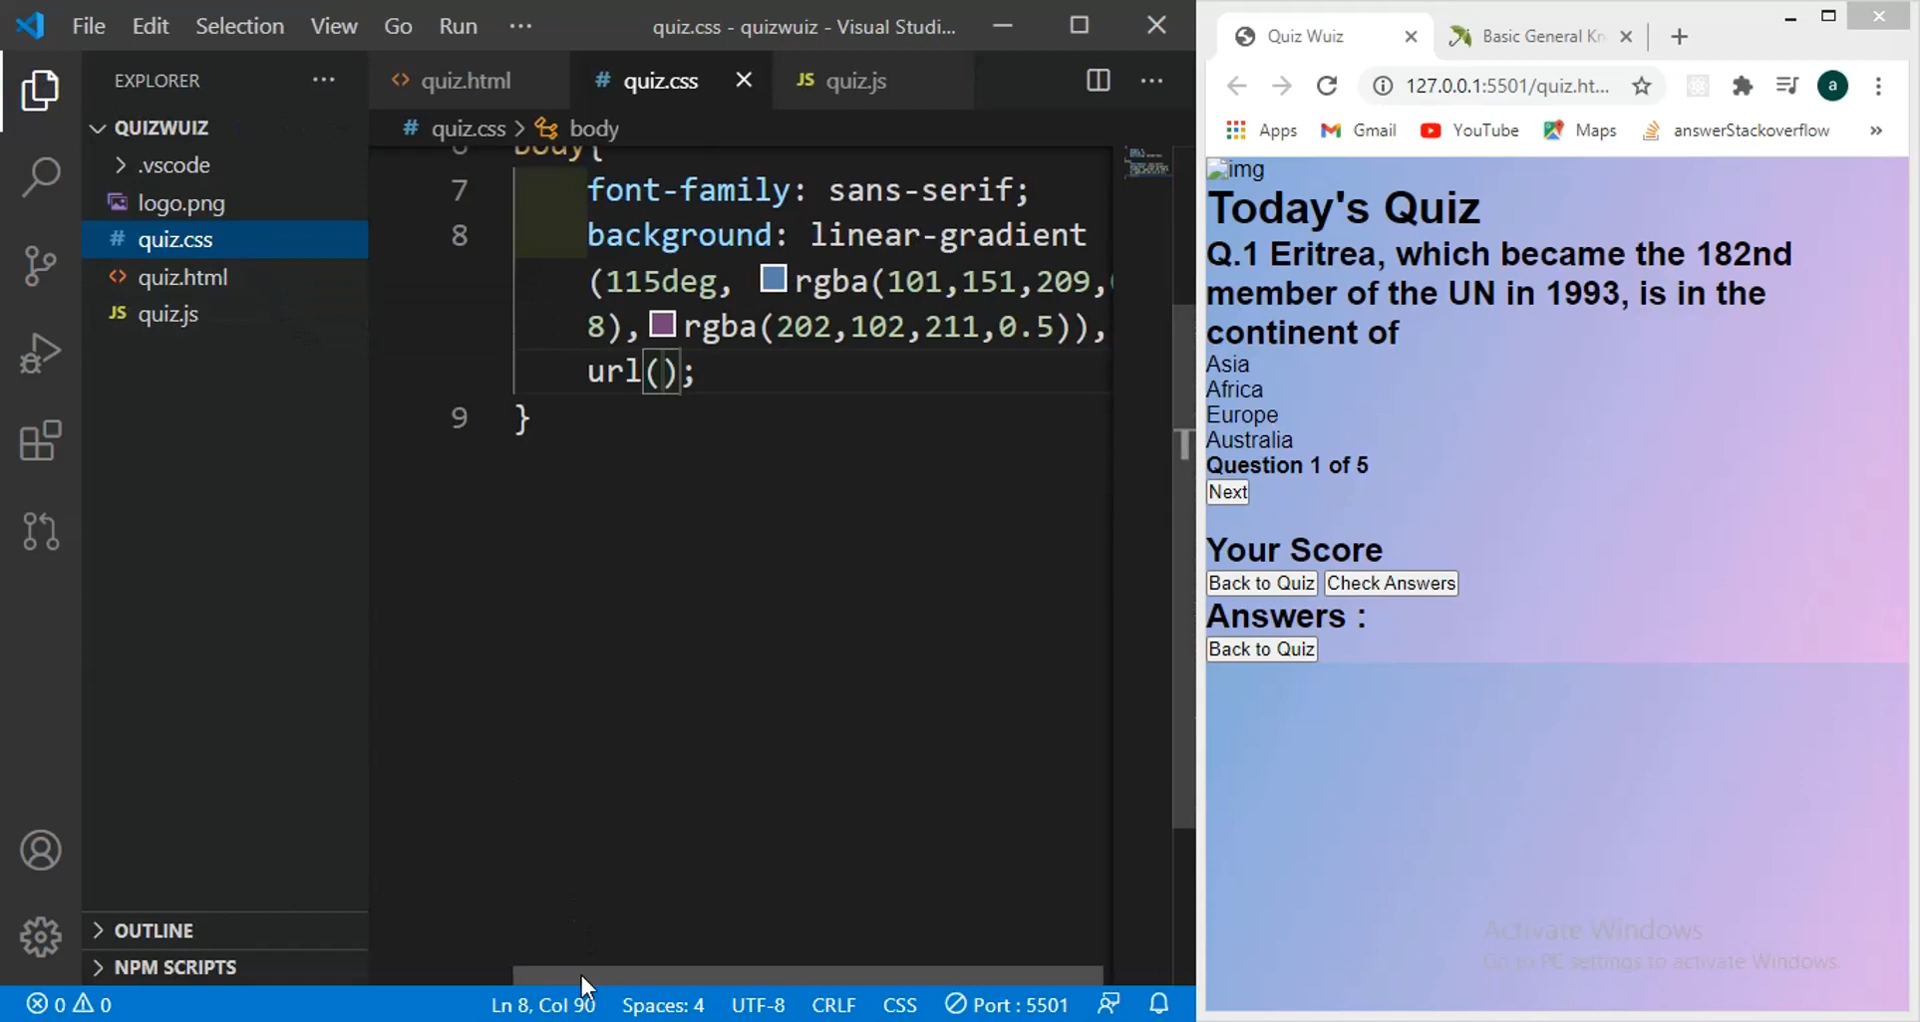 File Edit Selection View Go Run ··· quiz.css - quizwuiz - Visual Studi...
EXPLORER ···
QUIZWUIZ
.vscode
logo.png
# quiz.css
<> quiz.html
JS quiz.js
OUTLINE
NPM SCRIPTS
<> quiz.html # quiz.css JS quiz.js ···
# quiz.css > body
body{
7 font-family: sans-serif;
8 background: linear-gradient
(115deg, rgba(101,151,209,
8), rgba(202,102,211,0.5)),
url();
9 }
0 0 Ln 8, Col 90 Spaces: 4 UTF-8 CRLF CSS Port : 5501
Quiz Wuiz Basic General Kn
127.0.0.1:5501/quiz.ht... a
Apps Gmail YouTube Maps answerStackoverflow »
img
Today's Quiz
Q.1 Eritrea, which became the 182nd
member of the UN in 1993, is in the
continent of
Asia
Africa
Europe
Australia
Question 1 of 5
Next
Your Score
Back to Quiz Check Answers
Answers :
Back to Quiz
Activate Windows
Go to PC settings to activate Windows.